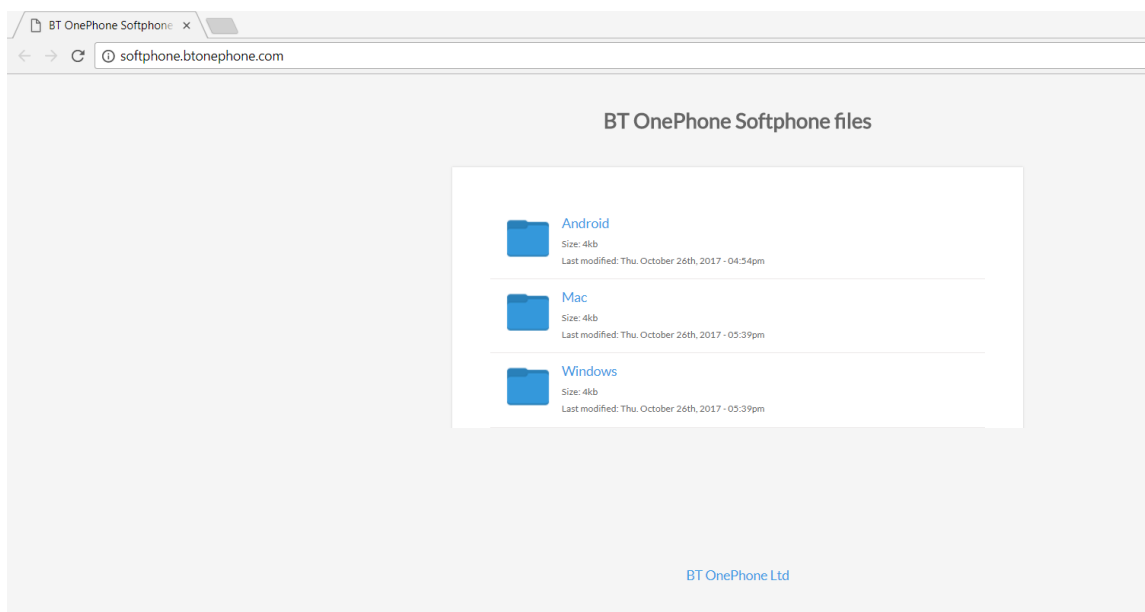 BT OnePhone Softphone
softphone.btonephone.com
BT OnePhone Softphone files
Android
Size: 4kb
Last modified: Thu. October 26th, 2017 - 04:54pm
Mac
Size: 4kb
Last modified: Thu. October 26th, 2017 - 05:39pm
Windows
Size: 4kb
Last modified: Thu. October 26th, 2017 - 05:39pm
BT OnePhone Ltd